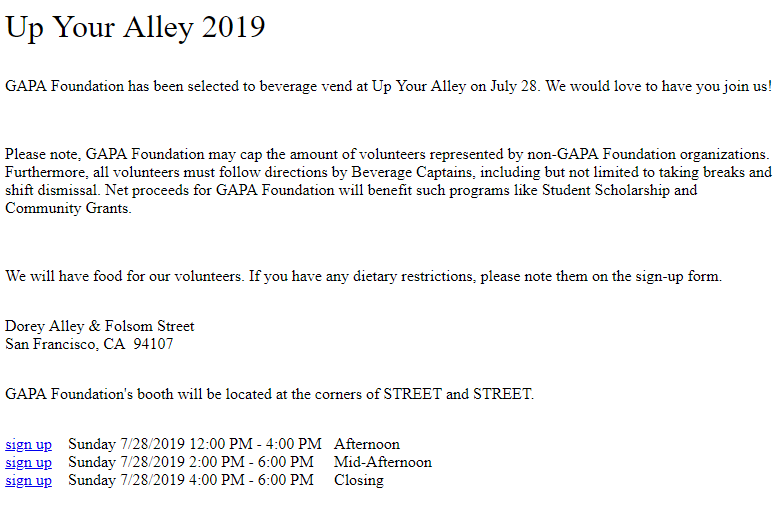 Up Your Alley 2019
GAPA Foundation has been selected to beverage vend at Up Your Alley on July 28. We would love to have you join us!
Please note, GAPA Foundation may cap the amount of volunteers represented by non-GAPA Foundation organizations.
Furthermore, all volunteers must follow directions by Beverage Captains, including but not limited to taking breaks and
shift dismissal. Net proceeds for GAPA Foundation will benefit such programs like Student Scholarship and
Community Grants.
We will have food for our volunteers. If you have any dietary restrictions, please note them on the sign-up form.
Dorey Alley & Folsom Street
San Francisco, CA  94107
GAPA Foundation's booth will be located at the corners of STREET and STREET.
sign up Sunday 7/28/2019 12:00 PM - 4:00 PM Afternoon
sign up Sunday 7/28/2019 2:00 PM - 6:00 PM Mid-Afternoon
sign up Sunday 7/28/2019 4:00 PM - 6:00 PM Closing